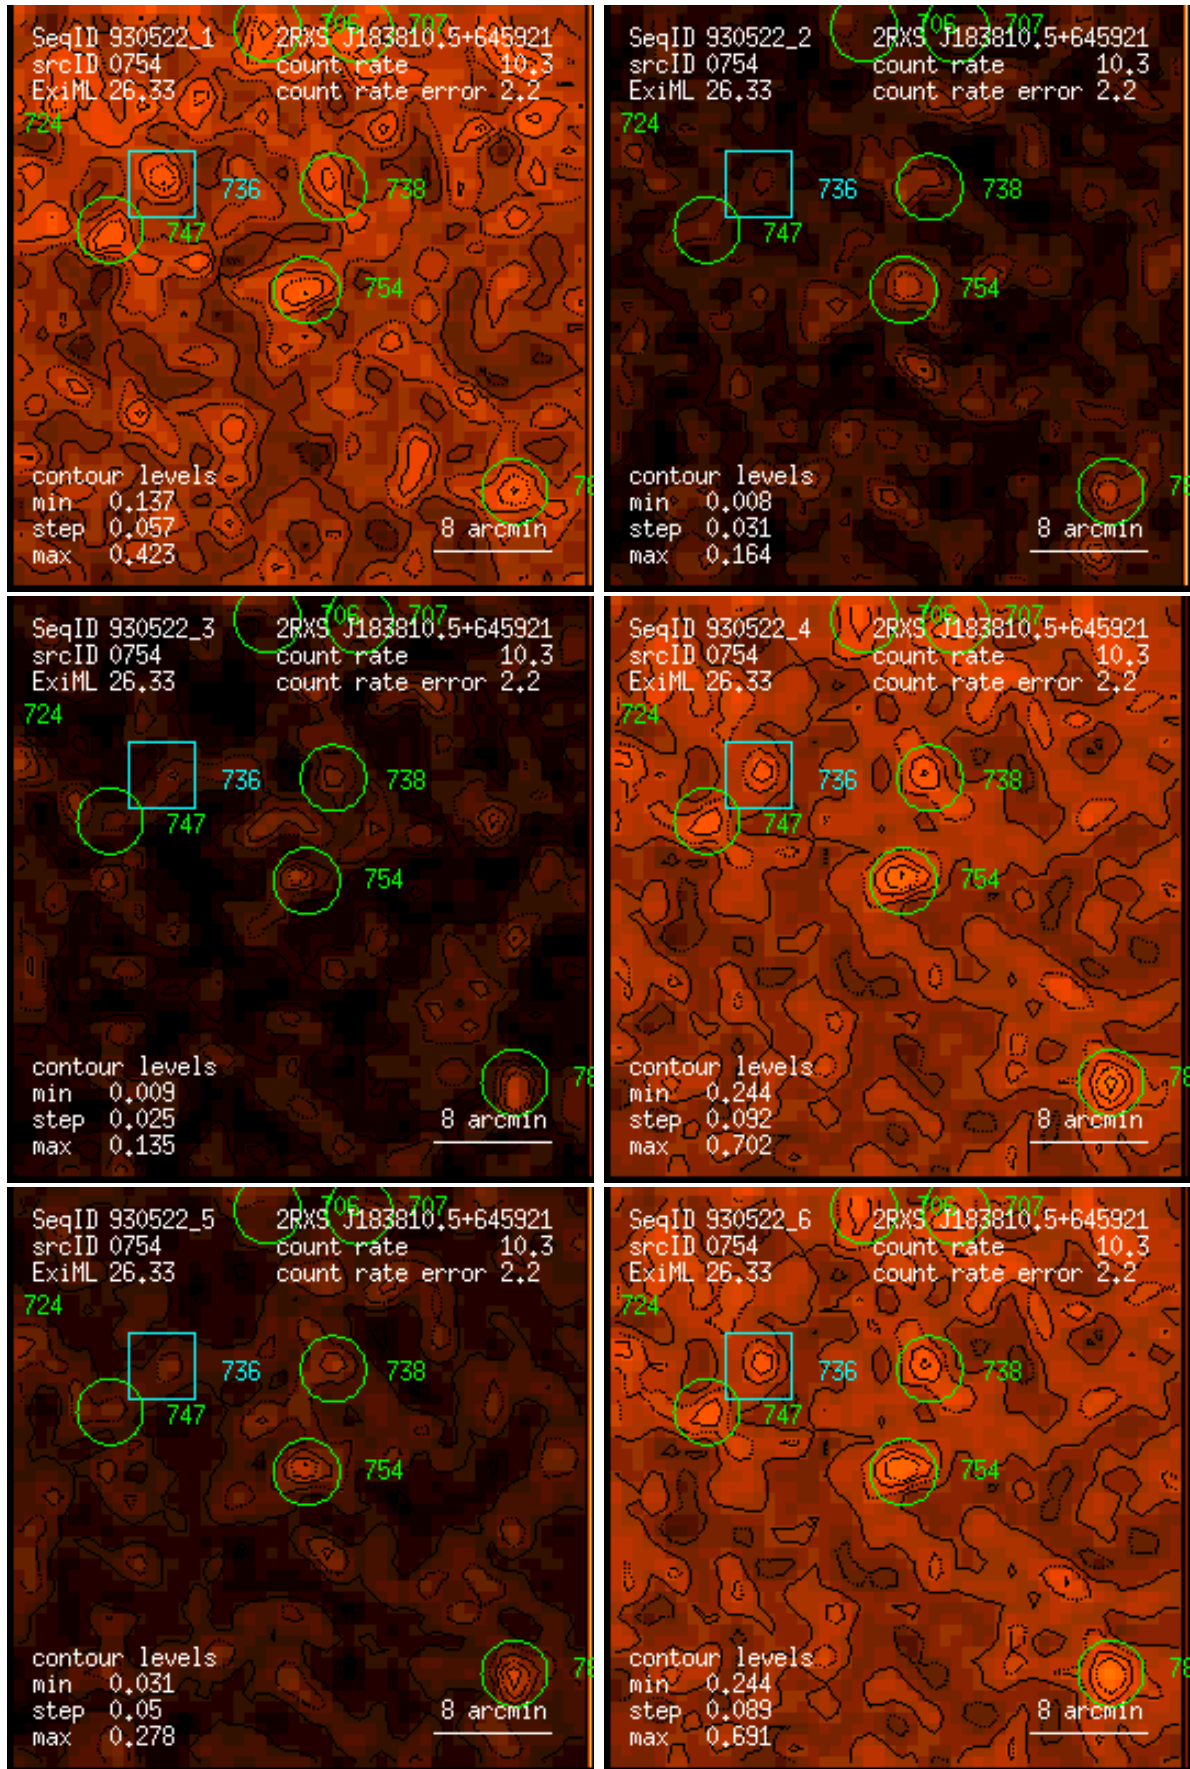 706 707
SeqID 930522_1 2RXS J183810.5+645921
srcID 0754 count rate 10.3
ExiML 26.33 count rate error 2.2
724
736 738
747
754
contour levels
min 0.137
78
step 0.057 8 arcmin
max 0.423
706 707
SeqID 930522_2 2RXS J183810.5+645921
srcID 0754 count rate 10.3
ExiML 26.33 count rate error 2.2
724
736 738
747
754
contour levels
min 0.008
78
step 0.031 8 arcmin
max 0.164
706 707
SeqID 930522_3 2RXS J183810.5+645921
srcID 0754 count rate 10.3
ExiML 26.33 count rate error 2.2
724
736 738
747
754
contour levels
min 0.009
78
step 0.025 8 arcmin
max 0.135
706 707
SeqID 930522_4 2RXS J183810.5+645921
srcID 0754 count rate 10.3
ExiML 26.33 count rate error 2.2
724
736 738
747
754
contour levels
min 0.244
78
step 0.092 8 arcmin
max 0.702
706 707
SeqID 930522_5 2RXS J183810.5+645921
srcID 0754 count rate 10.3
ExiML 26.33 count rate error 2.2
724
736 738
747
754
contour levels
min 0.031
78
step 0.05 8 arcmin
max 0.278
706 707
SeqID 930522_6 2RXS J183810.5+645921
srcID 0754 count rate 10.3
ExiML 26.33 count rate error 2.2
724
736 738
747
754
contour levels
min 0.244
78
step 0.089 8 arcmin
max 0.691